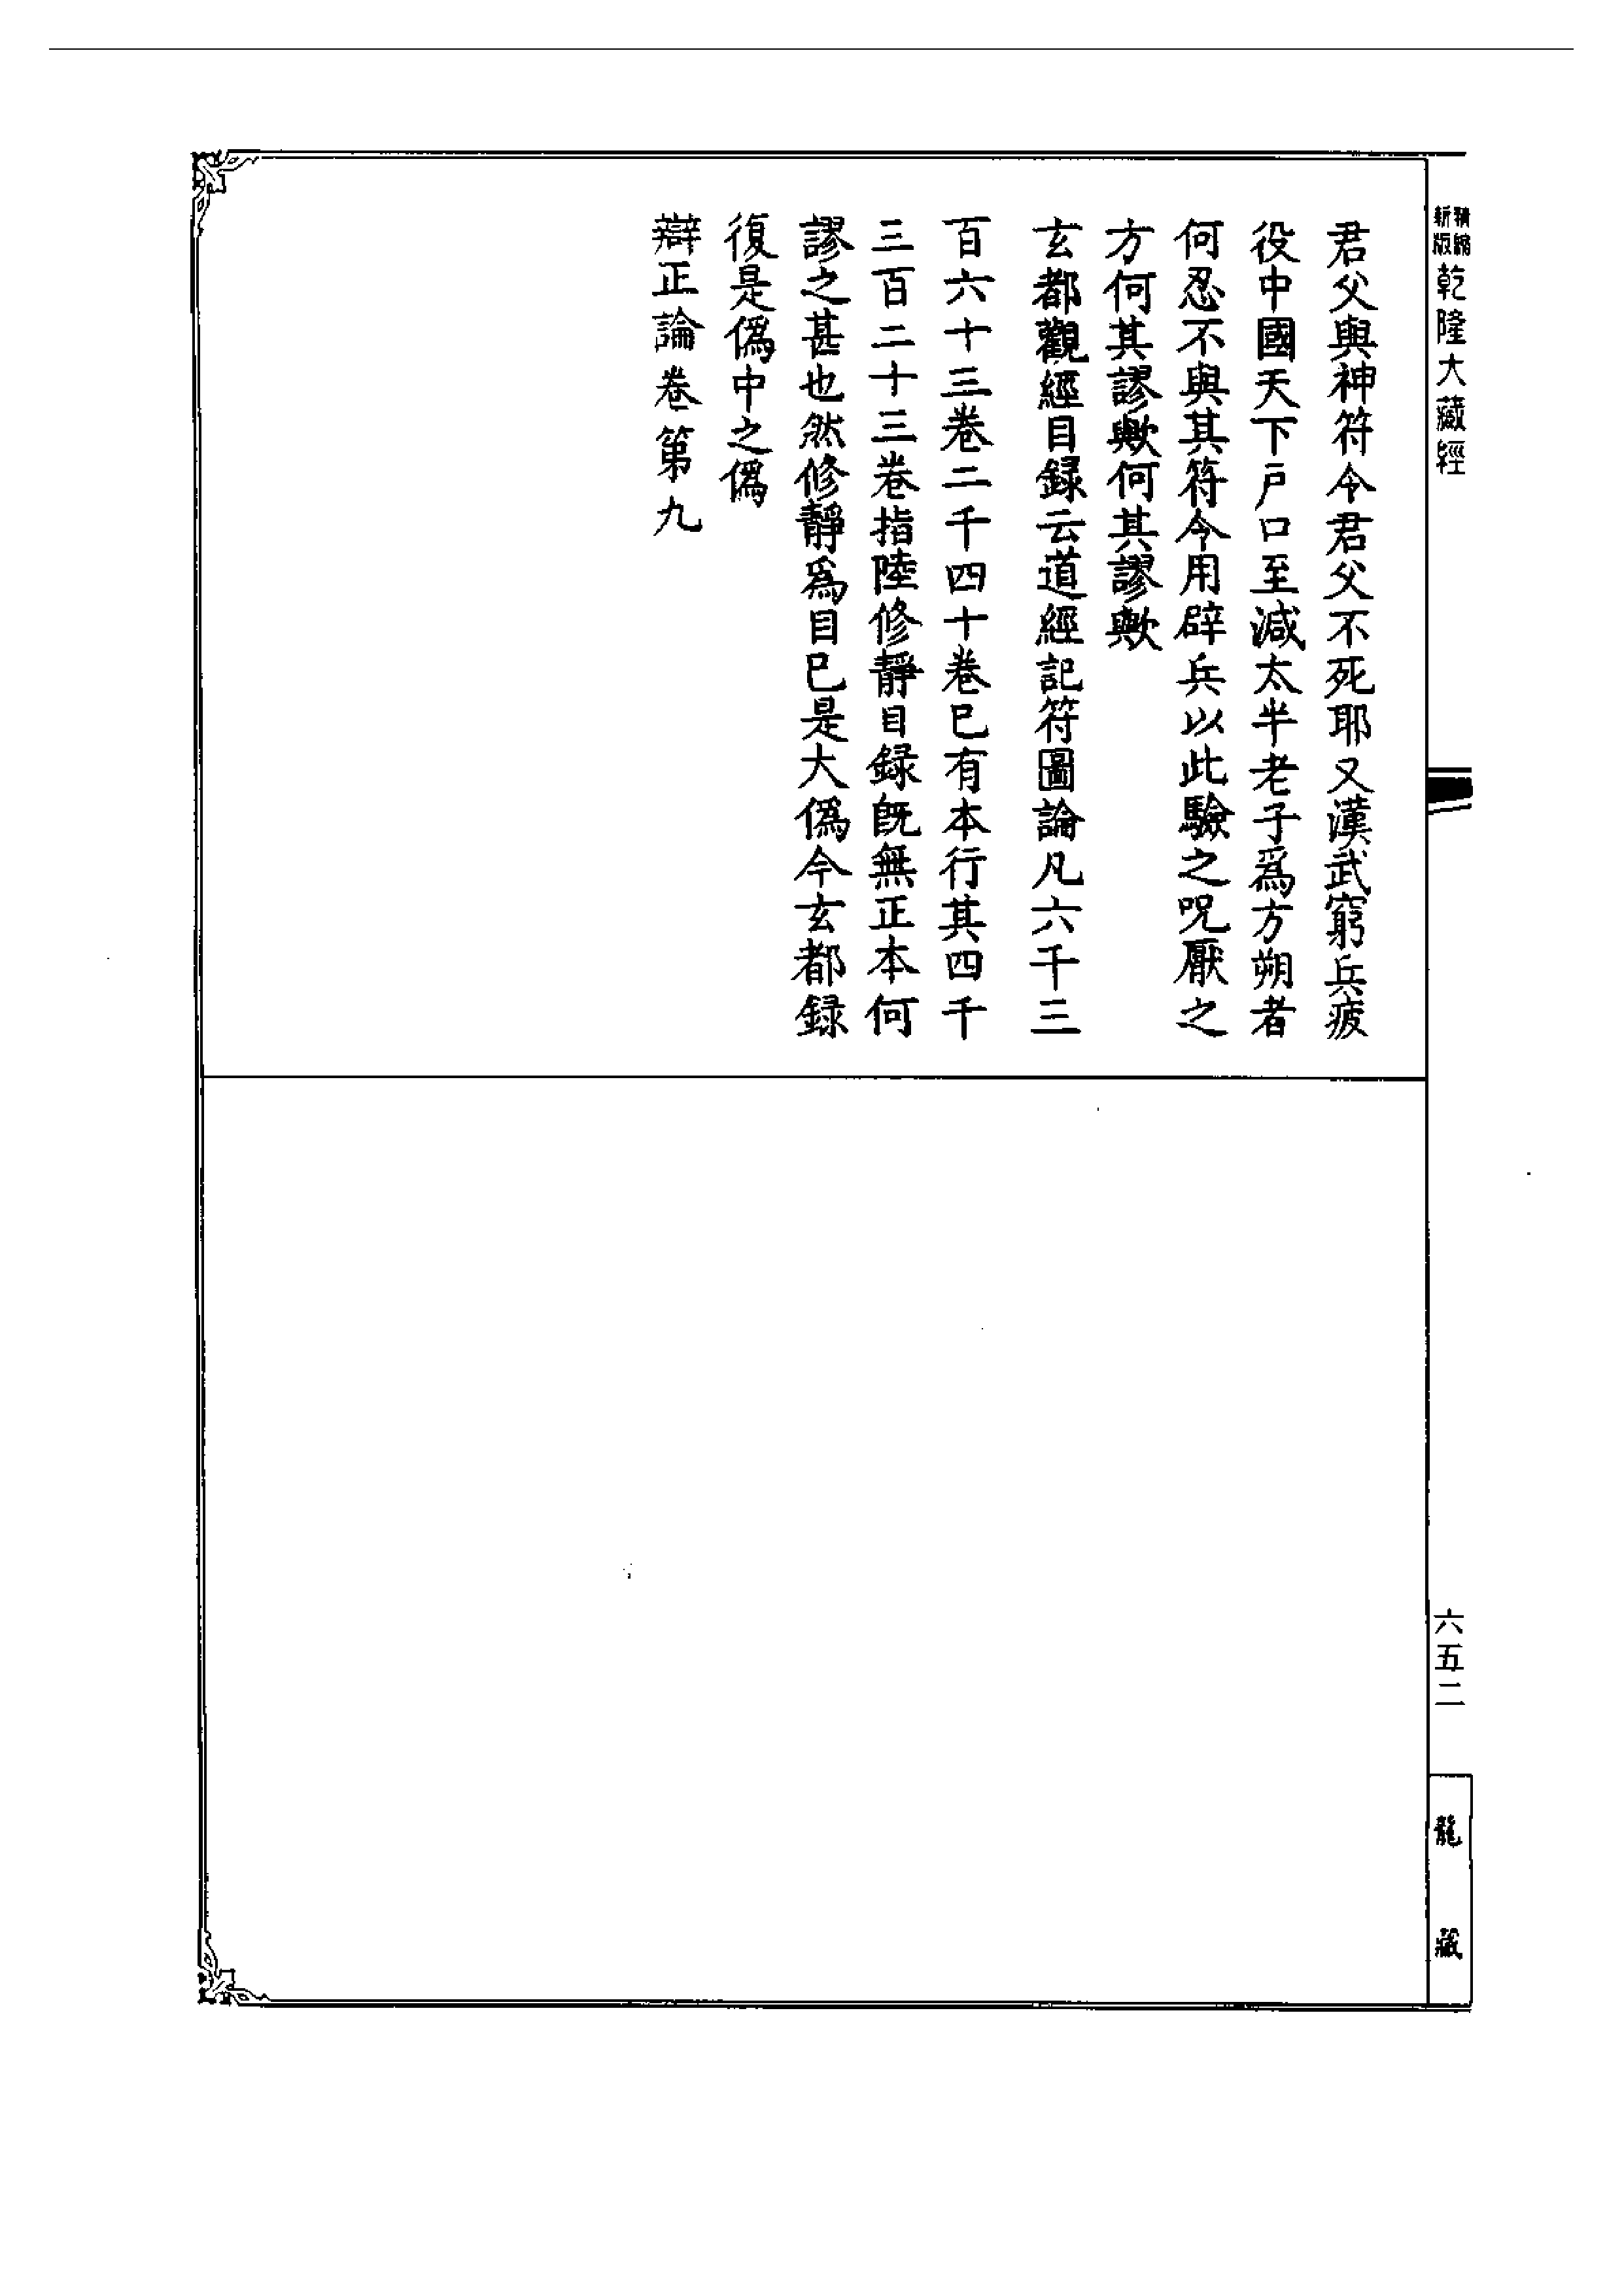 新版精縮乾隆大藏經
君父與神符令君父不死耶又漢武窮兵疲
役中國天下戶口至減太半老子爲方朔者
何忍不與其符令用辟兵以此驗之呪厭之
方何其謬歟何其謬歟
玄都觀經目録云道經記符圖論凡六千三
百六十三卷二千四十卷已有本行其四千
三百二十三卷指陸修靜目録旣無正本何
謬之甚也然修靜爲目已是大僞今玄都録
復是僞中之僞
辯正論卷第九
六五二
龍藏